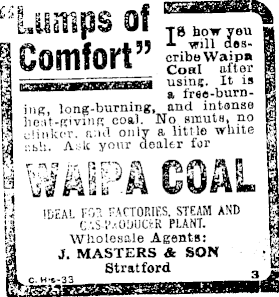 "Lumps of
Comfort"
Is how you
will des-
cribe Waipa
Coal after
using. It is
a free-burn-
ing, long-burning, and intense
heat-giving coal. No smuts, no
clinker, and only a little white
ash. Ask your dealer for
WAIPA COAL
IDEAL FOR FACTORIES, STEAM AND
GAS-PRODUCER PLANT.
Wholesale Agents:
J. MASTERS & SON
Stratford
C. H-s-33
3